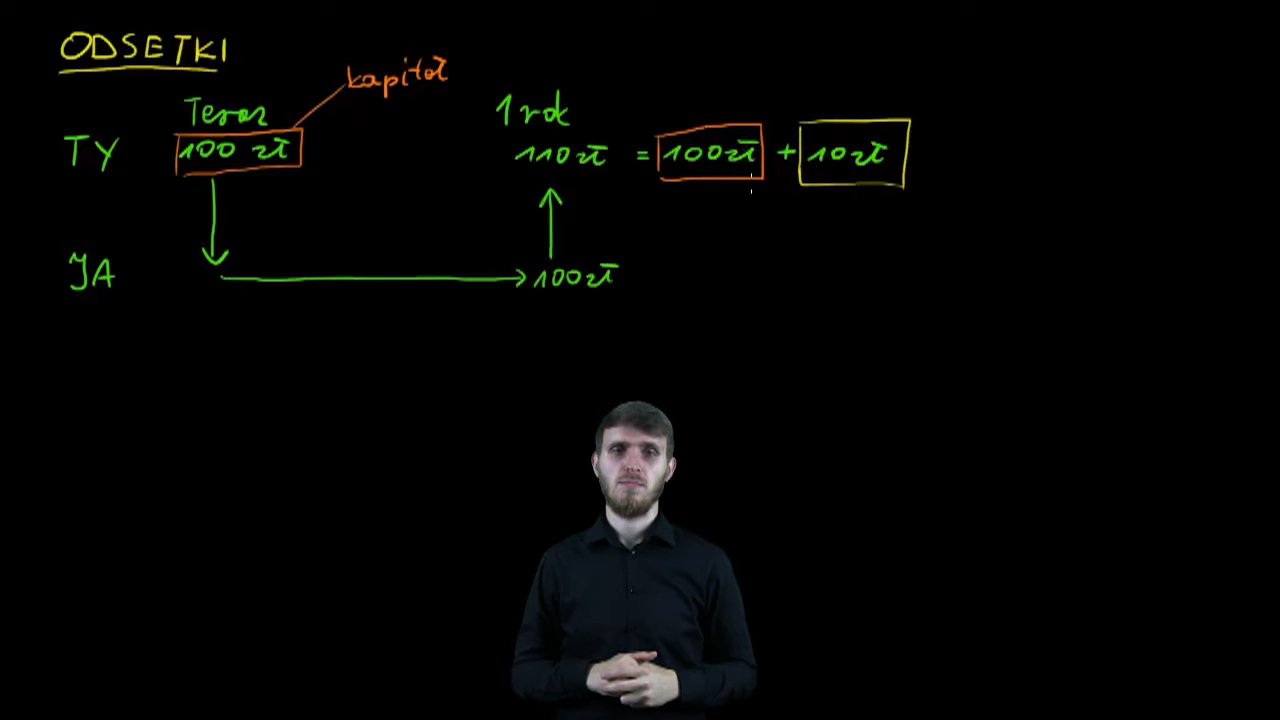 ODSETKI
kapitał
Teraz 1 rok
TY 100 zł 110 zł = 100 zł + 10 zł
JA 100 zł